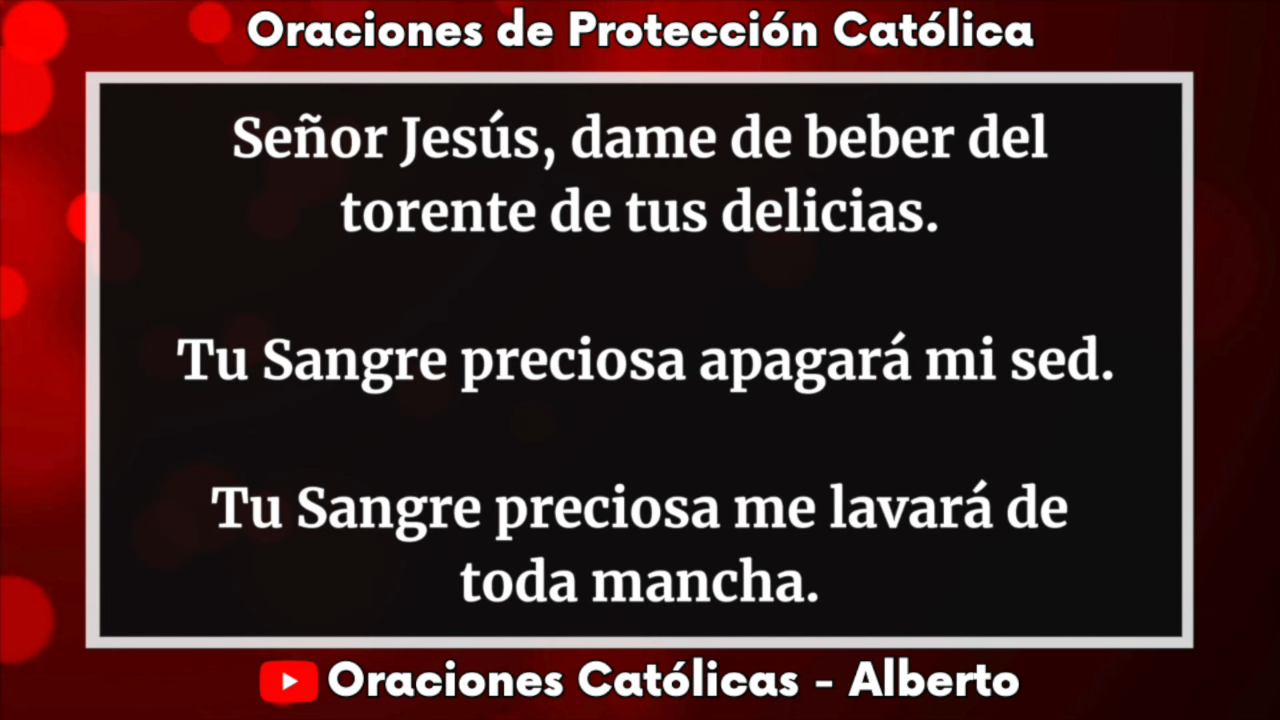 Oraciones de Protección Católica
Señor Jesús, dame de beber del
torente de tus delicias.
Tu Sangre preciosa apagará mi sed.
Tu Sangre preciosa me lavará de
toda mancha.
Oraciones Católicas - Alberto